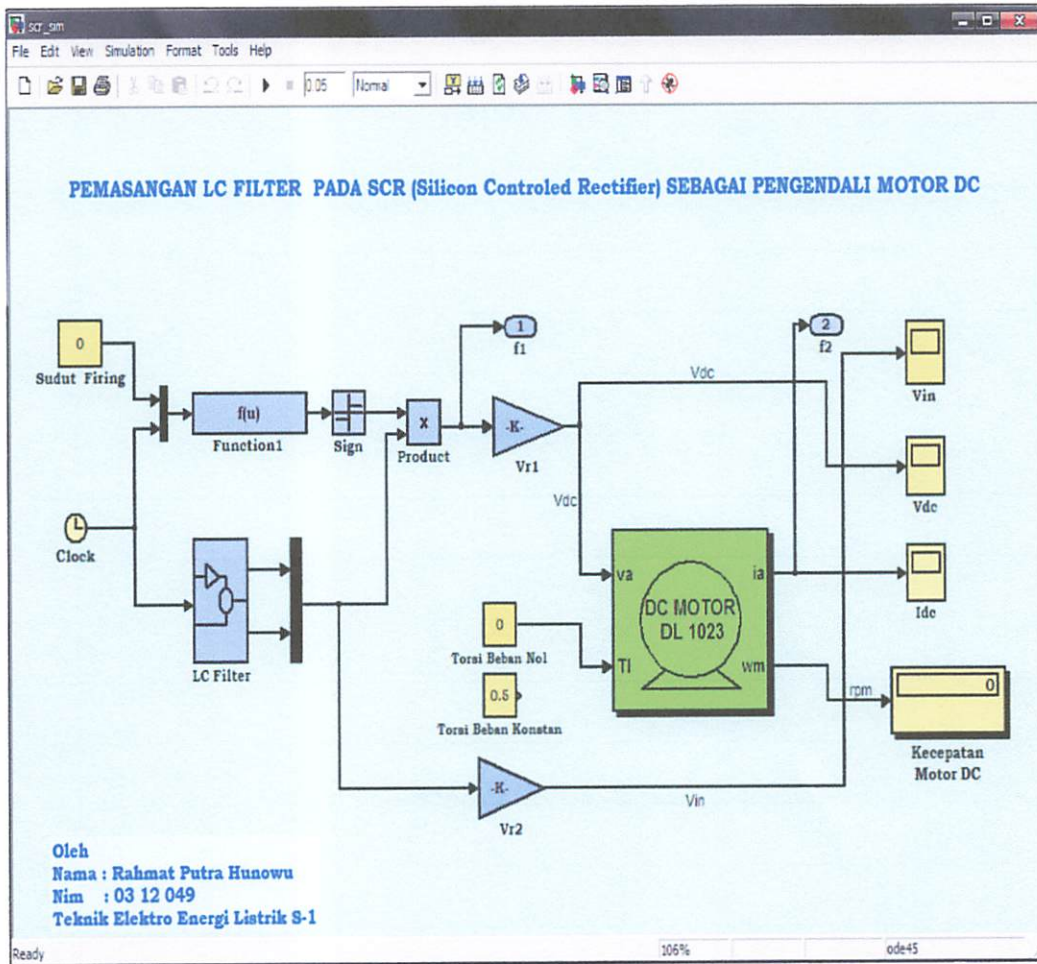 scr_sim
File Edit View Simulation Format Tools Help
0.05 Normal
PEMASANGAN LC FILTER PADA SCR (Silicon Controled Rectifier) SEBAGAI PENGENDALI MOTOR DC
0
Sudut Firing
f(u)
Function1
Sign
x
Product
1
f1
-K-
Vr1
Vdc
2
f2
Vin
Vdc
Vdc
Clock
LC Filter
va
ia
DC MOTOR
DL 1023
Tl
wm
Idc
0
Torsi Beban Nol
0.5
Torsi Beban Konstan
rpm
0
Kecepatan
Motor DC
-K-
Vr2
Vin
Oleh
Nama : Rahmat Putra Hunowu
Nim : 03 12 049
Teknik Elektro Energi Listrik S-1
Ready 106% ode45